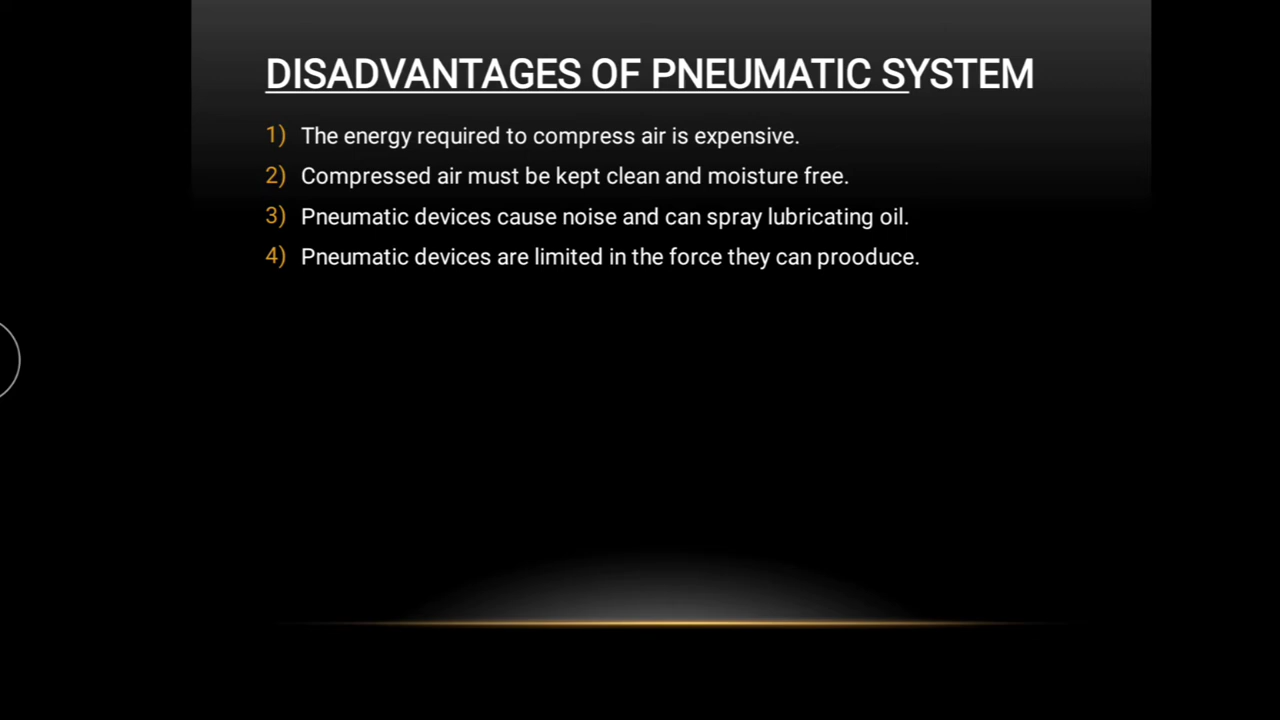 DISADVANTAGES OF PNEUMATIC SYSTEM
1) The energy required to compress air is expensive.
2) Compressed air must be kept clean and moisture free.
3) Pneumatic devices cause noise and can spray lubricating oil.
4) Pneumatic devices are limited in the force they can prooduce.